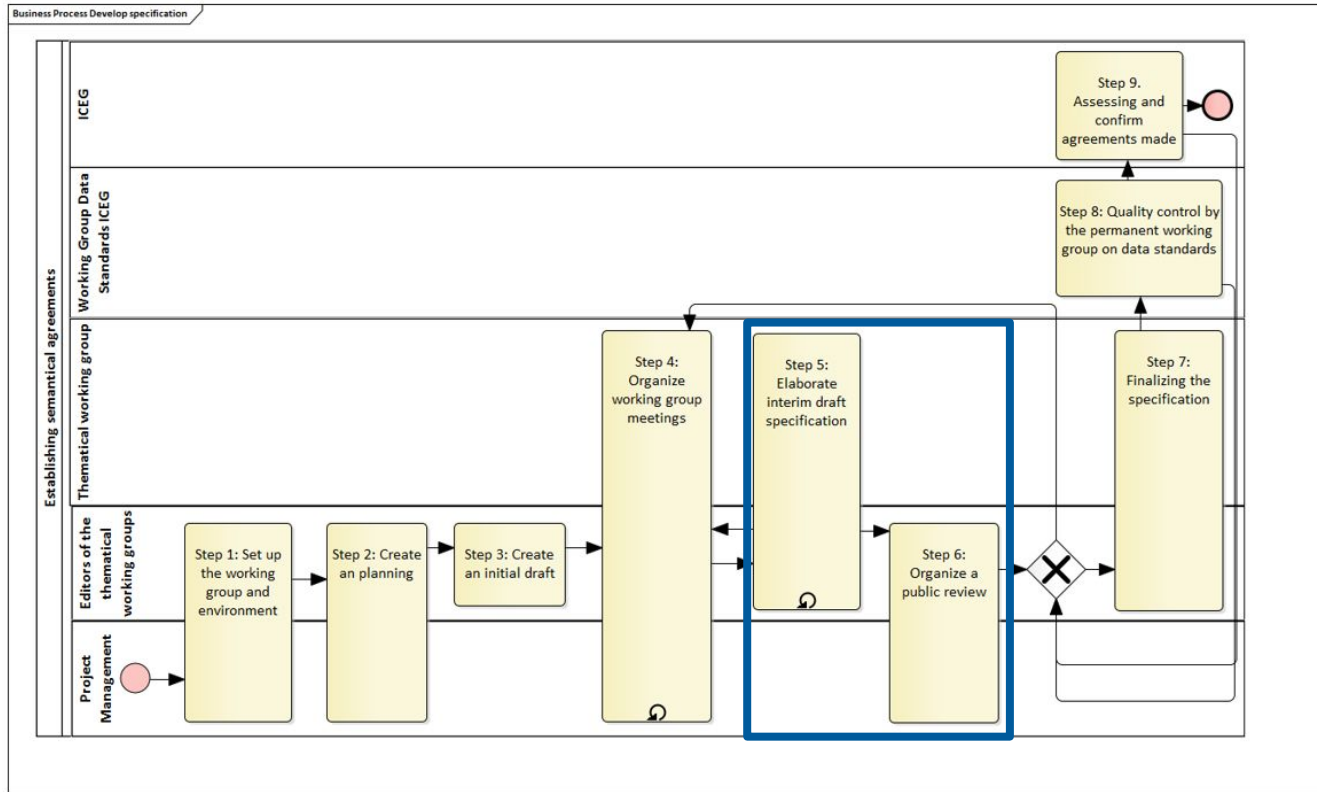 Business Process Develop specification
Establishing semantical agreements
ICEG
Step 9.
Assessing and
confirm
agreements made
Working Group Data
Standards ICEG
Step 8: Quality control by
the permanent working
group on data standards
Thematical working group
Step 4:
Organize
working group
meetings
Step 5:
Elaborate
interim draft
specification
Step 7:
Finalizing the
specification
Editors of the
thematical
working groups
Step 1: Set up
the working
group and
environment
Step 2: Create
an planning
Step 3: Create
an initial draft
Step 6:
Organize a
public review
Project
Management